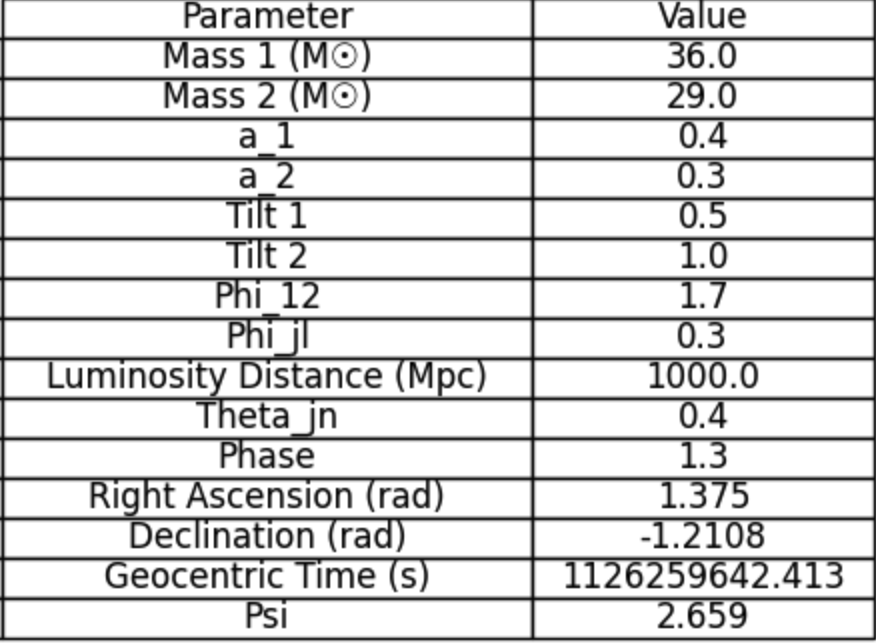 Parameter Value
Mass 1 (M☉) 36.0
Mass 2 (M☉) 29.0
a_1 0.4
a_2 0.3
Tilt 1 0.5
Tilt 2 1.0
Phi_12 1.7
Phi_jl 0.3
Luminosity Distance (Mpc) 1000.0
Theta_jn 0.4
Phase 1.3
Right Ascension (rad) 1.375
Declination (rad) -1.2108
Geocentric Time (s) 1126259642.413
Psi 2.659